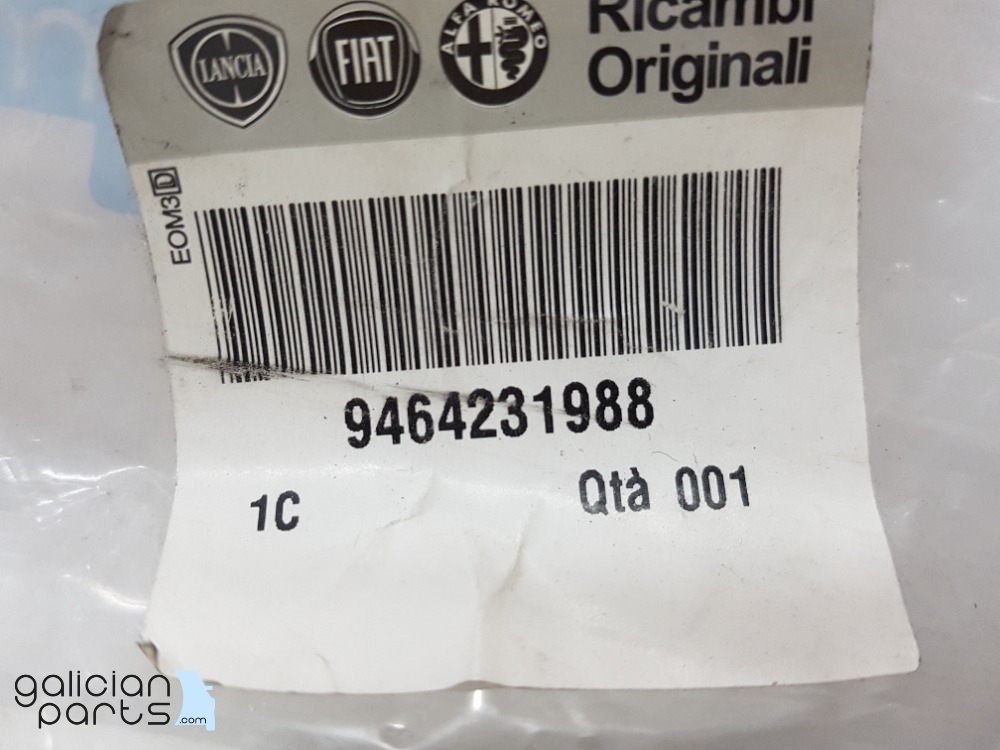 LANCIA
FIAT
ALFA ROMEO
Ricambi
Originali
EOM3D
9464231988
1C
Qtà 001
galician
parts.com